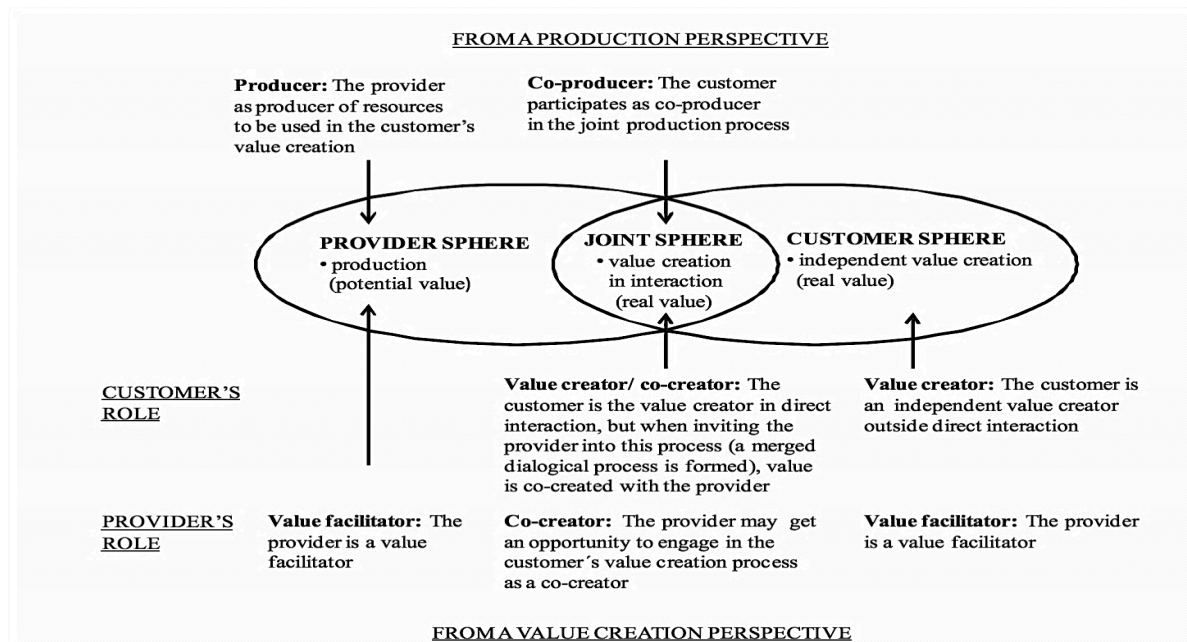 FROM A PRODUCTION PERSPECTIVE
Producer: The provider
as producer of resources
to be used in the customer's
value creation
Co-producer: The customer
participates as co-producer
in the joint production process
PROVIDER SPHERE
• production
(potential value)
JOINT SPHERE
• value creation
in interaction
(real value)
CUSTOMER SPHERE
• independent value creation
(real value)
CUSTOMER'S
ROLE
Value creator/ co-creator: The
customer is the value creator in direct
interaction, but when inviting the
provider into this process (a merged
dialogical process is formed), value
is co-created with the provider
Value creator: The customer is
an independent value creator
outside direct interaction
PROVIDER'S
ROLE
Value facilitator: The
provider is a value
facilitator
Co-creator: The provider may get
an opportunity to engage in the
customer´s value creation process
as a co-creator
Value facilitator: The provider
is a value facilitator
FROM A VALUE CREATION PERSPECTIVE